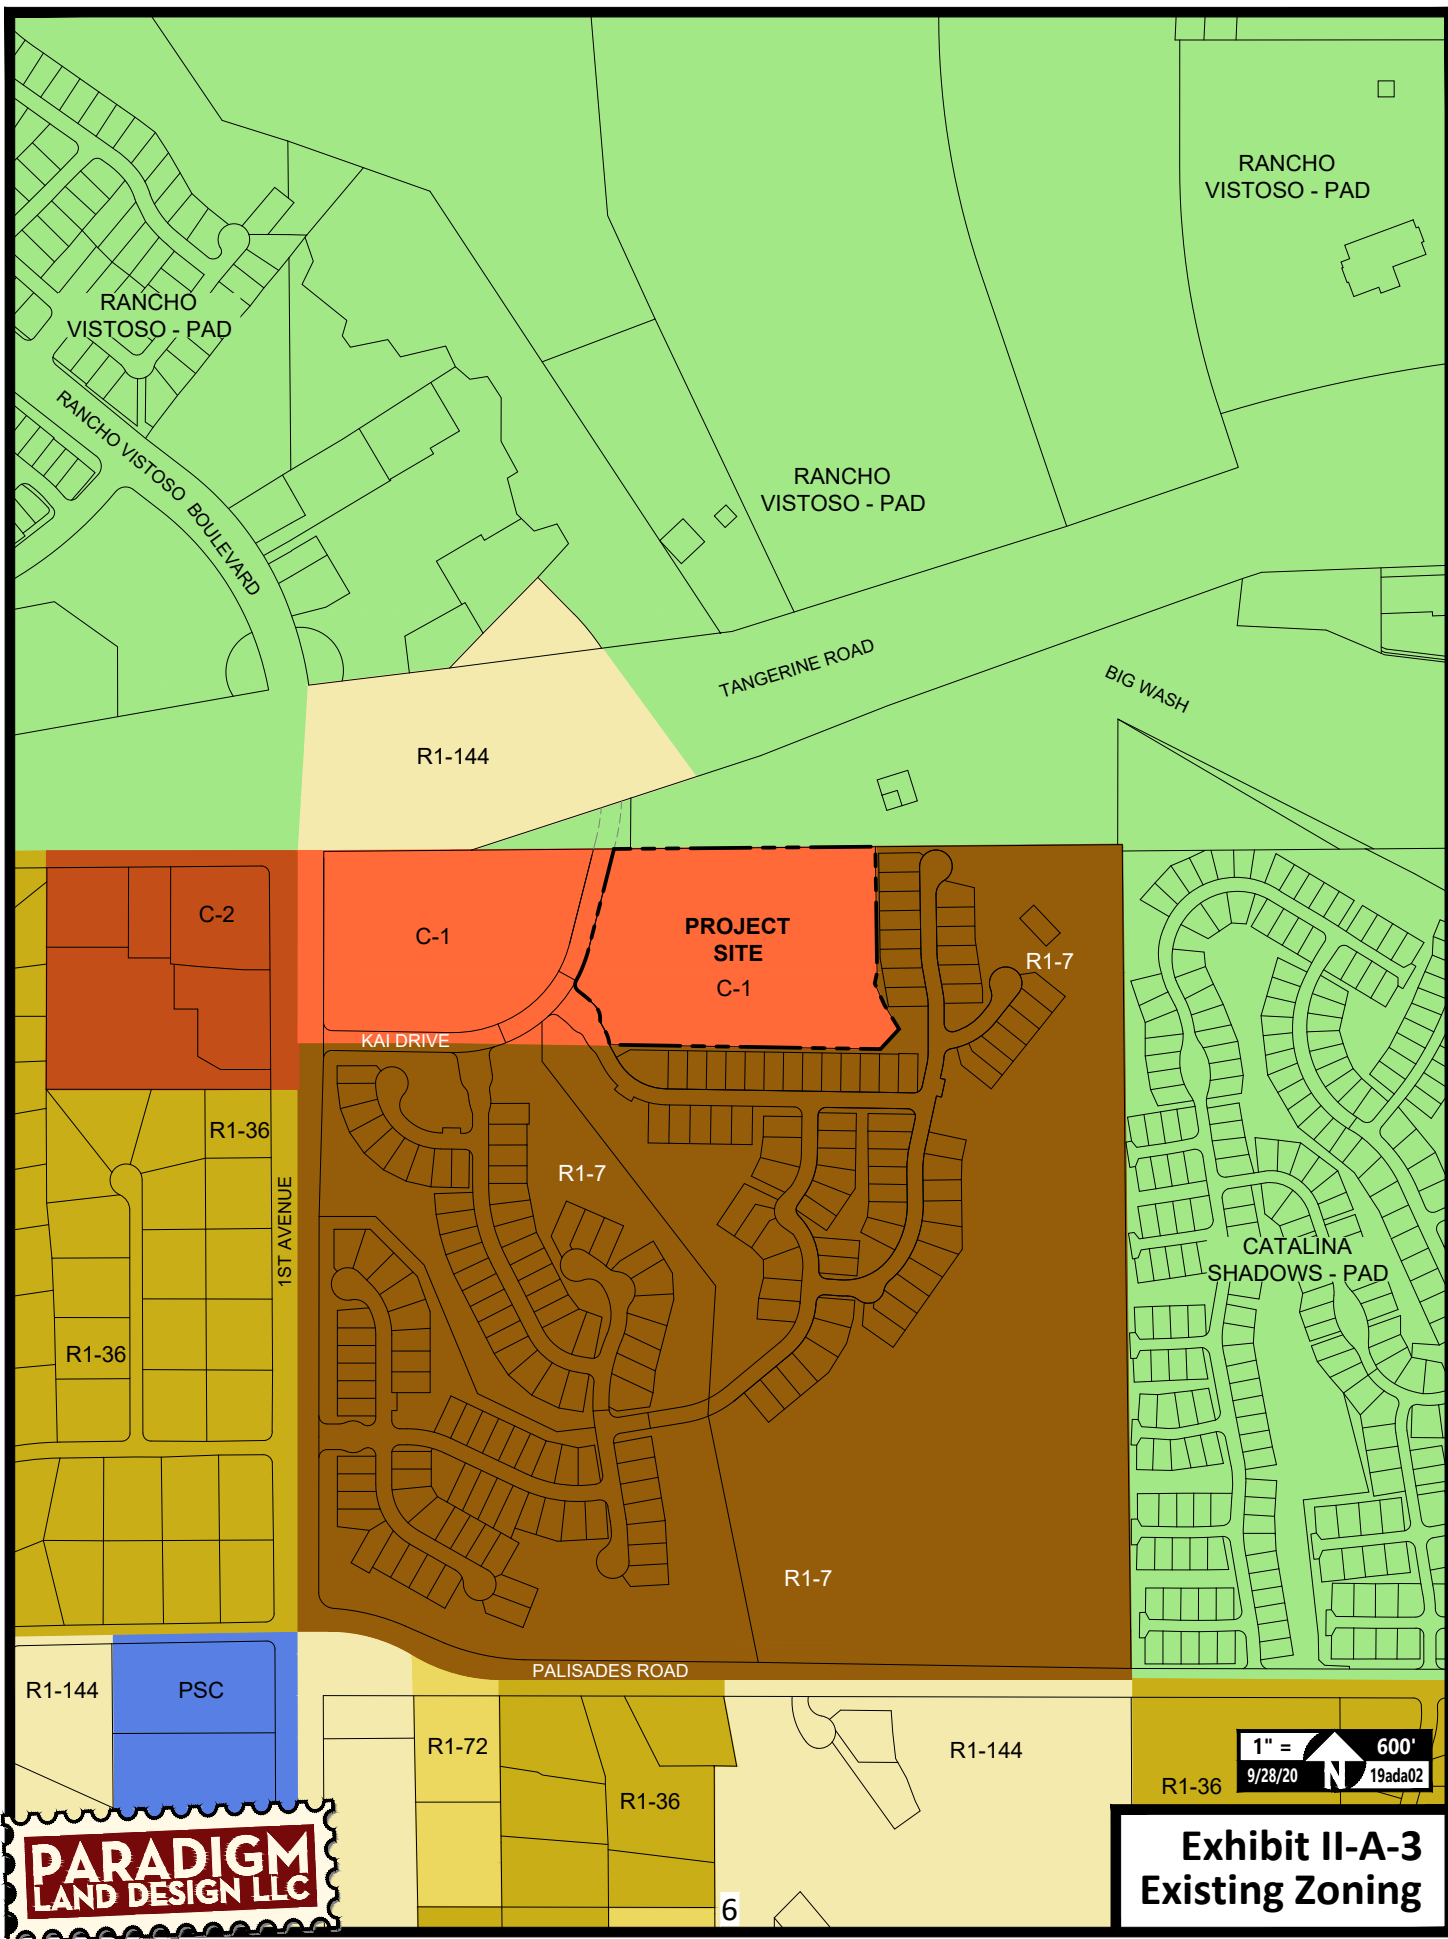 RANCHO
VISTOSO - PAD
RANCHO
VISTOSO - PAD
RANCHO VISTOSO BOULEVARD
RANCHO
VISTOSO - PAD
TANGERINE ROAD
BIG WASH
R1-144
C-2
C-1
PROJECT
SITE
C-1
R1-7
KAI DRIVE
R1-36
1ST AVENUE
R1-7
CATALINA
SHADOWS - PAD
R1-36
R1-7
PALISADES ROAD
R1-144
PSC
R1-72
R1-36
R1-144
R1-36
1" = 600'
9/28/20 N 19ada02
PARADIGM
LAND DESIGN LLC
Exhibit II-A-3
Existing Zoning
6